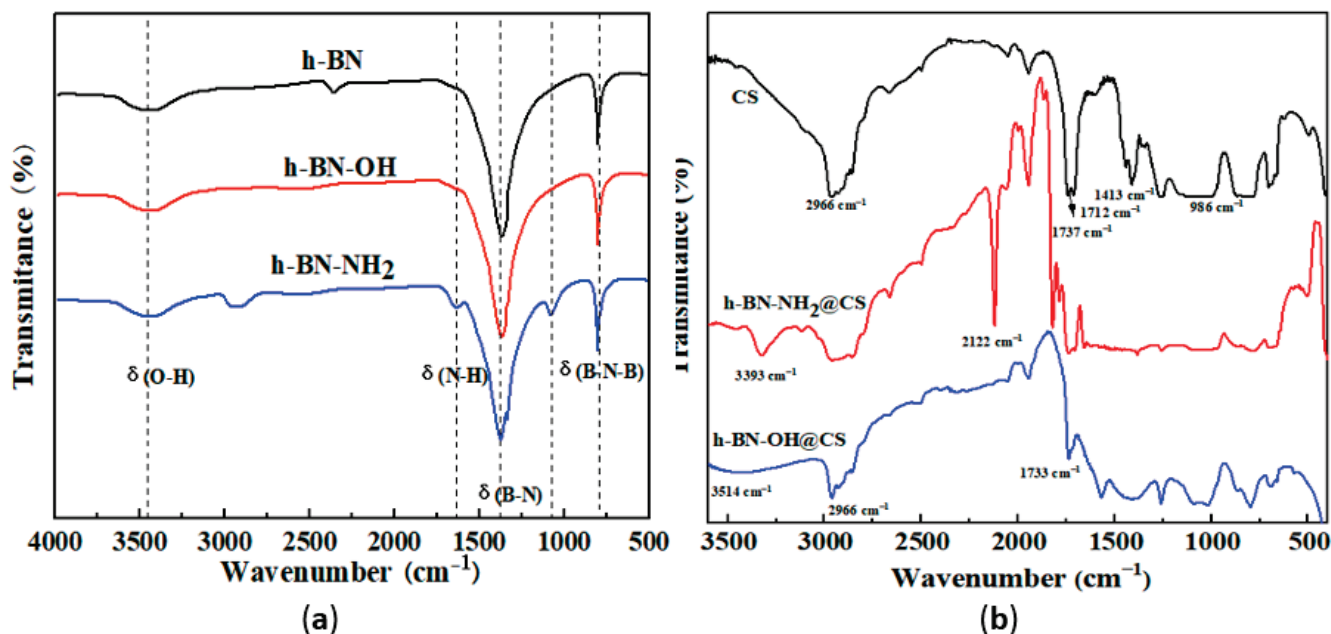 h-BN
h-BN-OH
h-BN-NH2
δ (O-H)
δ (N-H)
δ (B-N-B)
δ (B-N)
Transmitance (%)
4000 3500 3000 2500 2000 1500 1000 500
Wavenumber (cm−1)
(a)
CS
2966 cm−1
1413 cm−1
1712 cm−1
1737 cm−1
986 cm−1
h-BN-NH2@CS
2122 cm−1
3393 cm−1
h-BN-OH@CS
1733 cm−1
3514 cm−1
2966 cm−1
Transmitance (%)
3500 3000 2500 2000 1500 1000 500
Wavenumber (cm−1)
(b)